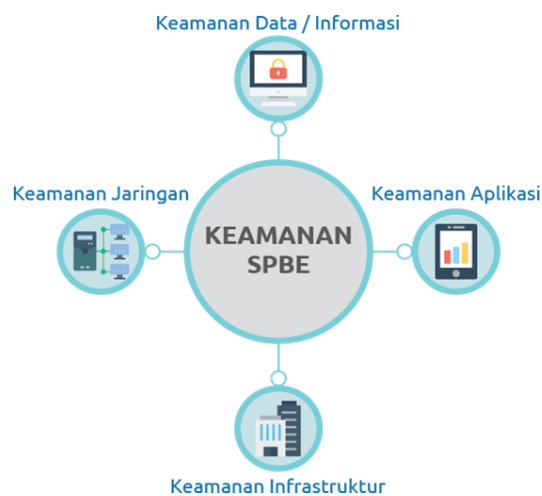 Keamanan Data / Informasi
Keamanan Jaringan
Keamanan Aplikasi
KEAMANAN
SPBE
Keamanan Infrastruktur